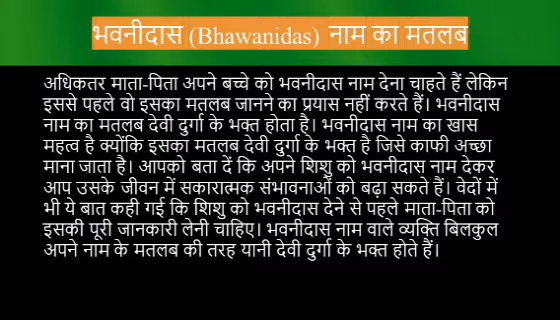 भवनीदास (Bhawanidas) नाम का मतलब
अधिकतर माता-पिता अपने बच्चे को भवनीदास नाम देना चाहते हैं लेकिन
इससे पहले वो इसका मतलब जानने का प्रयास नहीं करते हैं। भवनीदास
नाम का मतलब देवी दुर्गा के भक्त होता है। भवनीदास नाम का खास
महत्व है क्योंकि इसका मतलब देवी दुर्गा के भक्त है जिसे काफी अच्छा
माना जाता है। आपको बता दें कि अपने शिशु को भवनीदास नाम देकर
आप उसके जीवन में सकारात्मक संभावनाओं को बढ़ा सकते हैं। वेदों में
भी ये बात कही गई कि शिशु को भवनीदास देने से पहले माता-पिता को
इसकी पूरी जानकारी लेनी चाहिए। भवनीदास नाम वाले व्यक्ति बिलकुल
अपने नाम के मतलब की तरह यानी देवी दुर्गा के भक्त होते हैं।